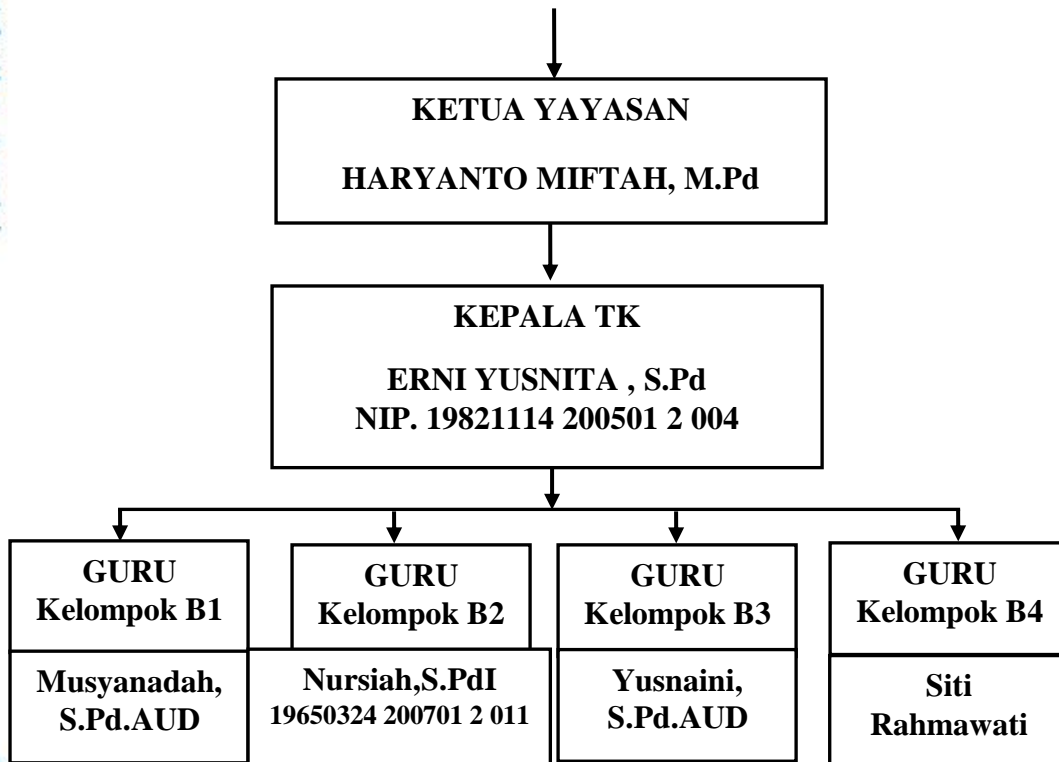 KETUA YAYASAN
HARYANTO MIFTAH, M.Pd
KEPALA TK
ERNI YUSNITA , S.Pd
NIP. 19821114 200501 2 004
GURU
Kelompok B1
Musyanadah,
S.Pd.AUD
GURU
Kelompok B2
Nursiah,S.PdI
19650324 200701 2 011
GURU
Kelompok B3
Yusnaini,
S.Pd.AUD
GURU
Kelompok B4
Siti
Rahmawati